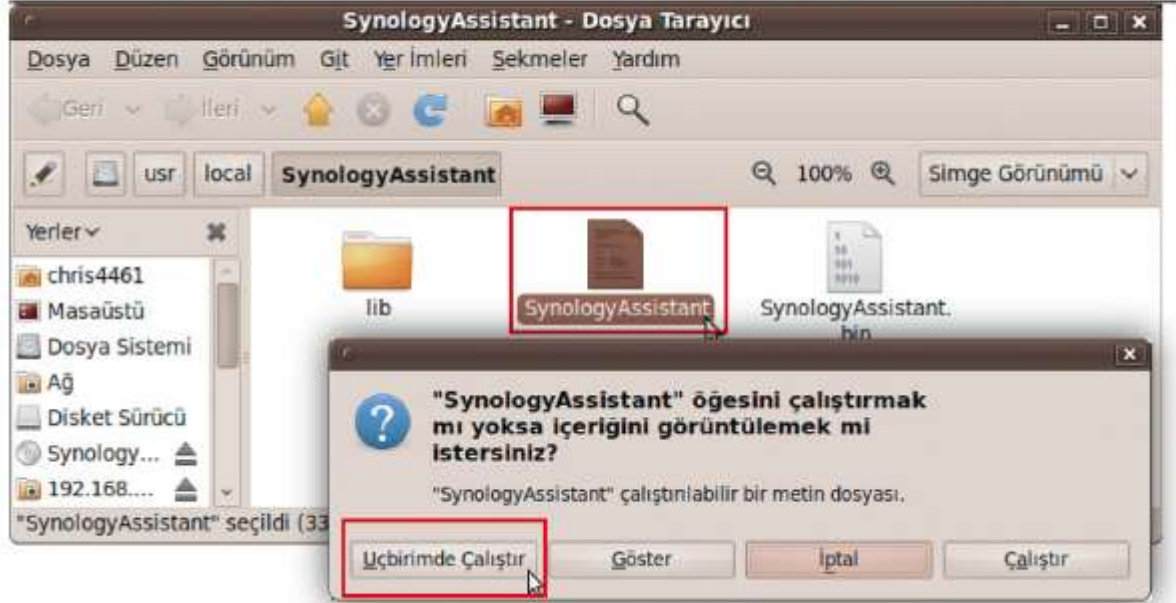 SynologyAssistant - Dosya Tarayıcı
Dosya Düzen Görünüm Git Yer İmleri Sekmeler Yardım
Geri İleri
usr local SynologyAssistant 100% Simge Görünümü
Yerler
chris4461
Masaüstü
Dosya Sistemi
Ağ
Disket Sürücü
Synology...
192.168....
lib
SynologyAssistant
SynologyAssistant.
bin
"SynologyAssistant" seçildi (33
"SynologyAssistant" öğesini çalıştırmak
mı yoksa içeriğini görüntülemek mi
istersiniz?
"SynologyAssistant" çalıştırılabilir bir metin dosyası.
Uçbirimde Çalıştır Göster İptal Çalıştır